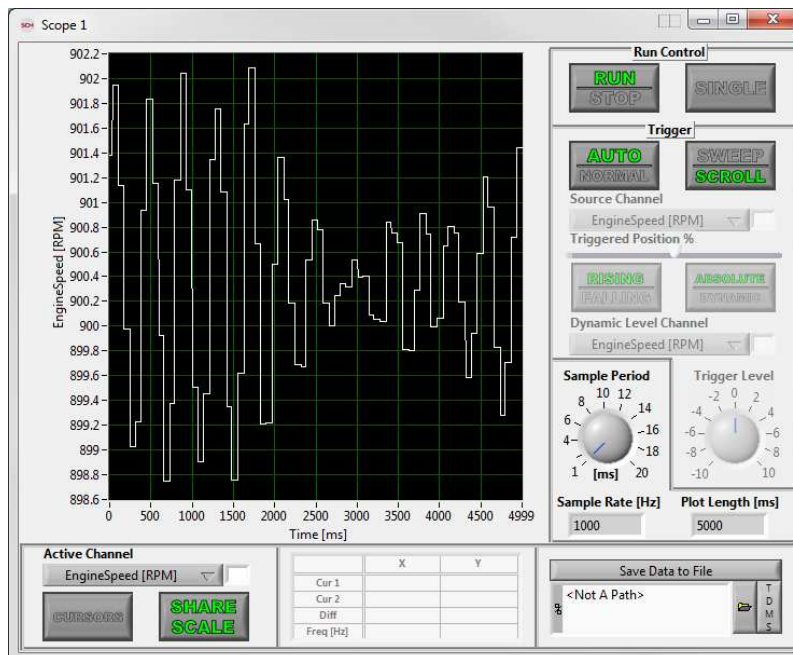 SCM Scope 1
902.2
902
901.8
901.6
901.4
901.2
901
900.8
900.6
900.4
900.2
900
899.8
899.6
899.4
899.2
899
898.8
898.6
EngineSpeed [RPM]
0 500 1000 1500 2000 2500 3000 3500 4000 4500 4999
Time [ms]
Run Control
RUN
STOP
SINGLE
Trigger
AUTO
NORMAL
SWEEP
SCROLL
Source Channel
EngineSpeed [RPM]
Triggered Position %
RISING
FALLING
ABSOLUTE
DYNAMIC
Dynamic Level Channel
EngineSpeed [RPM]
Sample Period
1 4 6 8 10 12 14 16 18 20
[ms]
Trigger Level
-10 -8 -6 -4 -2 0 2 4 6 8 10
Sample Rate [Hz]
1000
Plot Length [ms]
5000
Active Channel
EngineSpeed [RPM]
CURSORS
SHARE
SCALE
X Y
Cur 1
Cur 2
Diff
Freq [Hz]
Save Data to File
<Not A Path>
TDMS